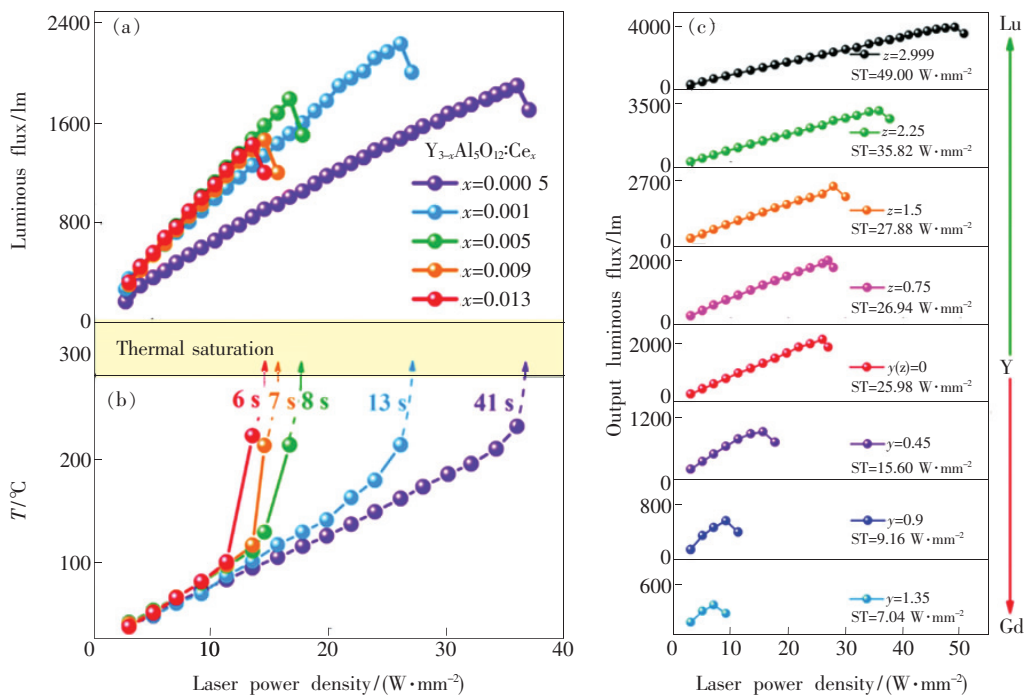 (a)
2400
1600
800
0
Luminous flux/lm
Y₃₋ₓAl₅O₁₂:Ceₓ
x=0.000 5
x=0.001
x=0.005
x=0.009
x=0.013
300
Thermal saturation
(b)
6 s
7 s
8 s
13 s
41 s
200
100
T/℃
0
10
20
30
40
Laser power density/(W·mm⁻²)
(c)
Output luminous flux/lm
4000
0
z=2.999
ST=49.00 W·mm⁻²
3500
0
z=2.25
ST=35.82 W·mm⁻²
2700
0
z=1.5
ST=27.88 W·mm⁻²
2000
0
z=0.75
ST=26.94 W·mm⁻²
2000
0
y(z)=0
ST=25.98 W·mm⁻²
1200
0
y=0.45
ST=15.60 W·mm⁻²
800
0
y=0.9
ST=9.16 W·mm⁻²
600
y=1.35
ST=7.04 W·mm⁻²
0
10
20
30
40
50
Laser power density/(W·mm⁻²)
Lu
Y
Gd